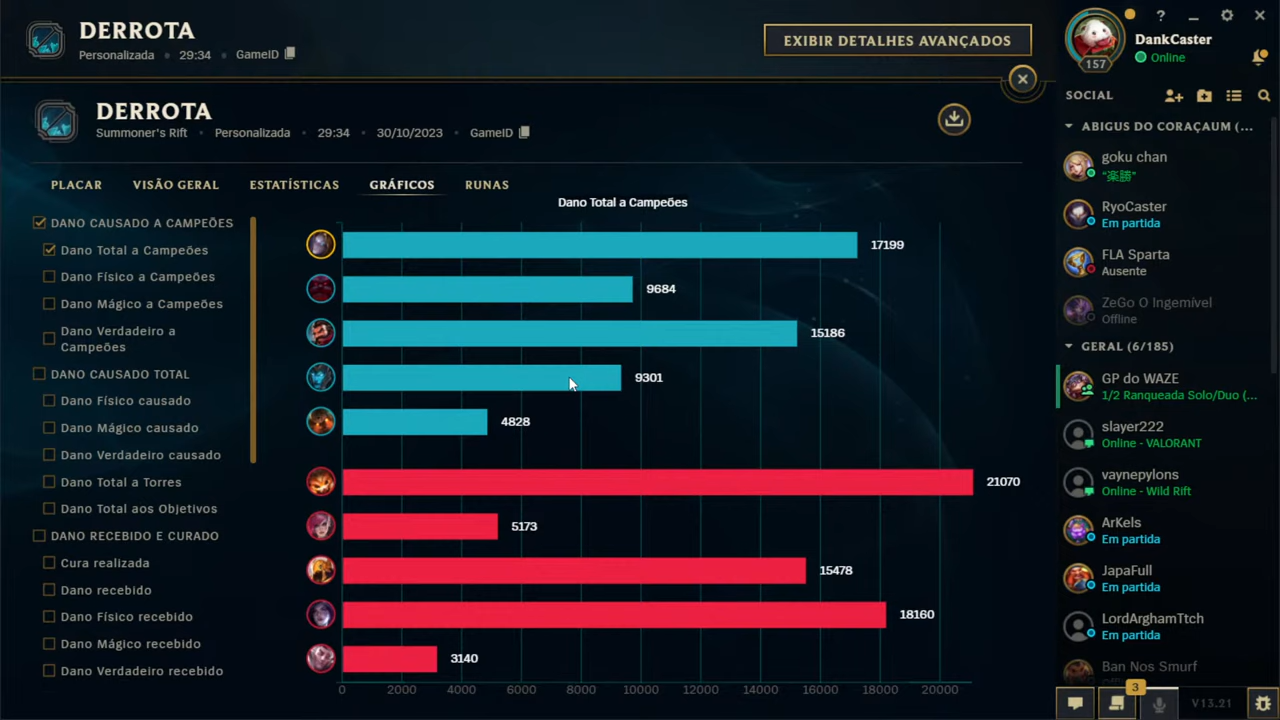 DERROTA
Personalizada • 29:34 • GameID
EXIBIR DETALHES AVANÇADOS
DERROTA
Summoner's Rift • Personalizada • 29:34 • 30/10/2023 • GameID
PLACAR VISÃO GERAL ESTATÍSTICAS GRÁFICOS RUNAS
DANO CAUSADO A CAMPEÕES
Dano Total a Campeões
Dano Físico a Campeões
Dano Mágico a Campeões
Dano Verdadeiro a
Campeões
DANO CAUSADO TOTAL
Dano Físico causado
Dano Mágico causado
Dano Verdadeiro causado
Dano Total a Torres
Dano Total aos Objetivos
DANO RECEBIDO E CURADO
Cura realizada
Dano recebido
Dano Físico recebido
Dano Mágico recebido
Dano Verdadeiro recebido
Dano Total a Campeões
17199
9684
15186
9301
4828
21070
5173
15478
18160
3140
0 2000 4000 6000 8000 10000 12000 14000 16000 18000 20000
157
DankCaster
Online
?
SOCIAL
ABIGUS DO CORAÇAUM (...
goku chan
“楽勝”
RyoCaster
Em partida
FLA Sparta
Ausente
ZeGo O Ingemível
Offline
GERAL (6/185)
GP do WAZE
1/2 Ranqueada Solo/Duo (...
slayer222
Online - VALORANT
vaynepylons
Online - Wild Rift
ArKels
Em partida
JapaFull
Em partida
LordArghamTtch
Em partida
Ban Nos Smurf
3
V13.21